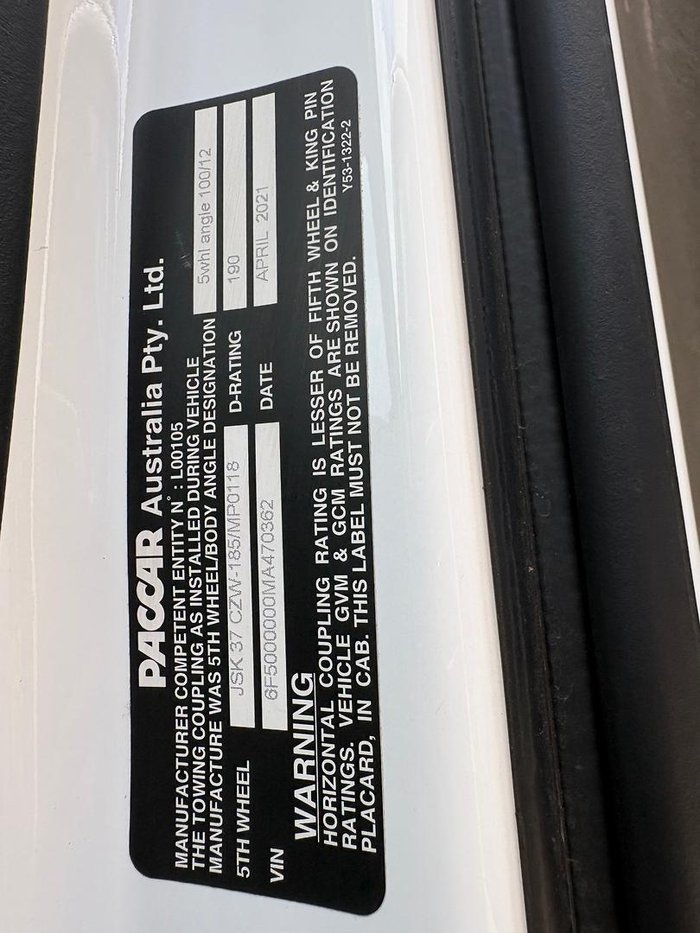 PACCAR Australia Pty. Ltd.
MANUFACTURER COMPETENT ENTITY N° : L00105
THE TOWING COUPLING AS INSTALLED DURING VEHICLE
MANUFACTURE WAS 5TH WHEEL/BODY ANGLE DESIGNATION 5whl angle 100/12
5TH WHEEL JSK 37 CZW-185/MP0118 D-RATING 190
VIN 6F5000000MA470362 DATE APRIL 2021
WARNING
HORIZONTAL COUPLING RATING IS LESSER OF FIFTH WHEEL & KING PIN
RATINGS. VEHICLE GVM & GCM RATINGS ARE SHOWN ON IDENTIFICATION
PLACARD, IN CAB. THIS LABEL MUST NOT BE REMOVED. Y53-1322-2